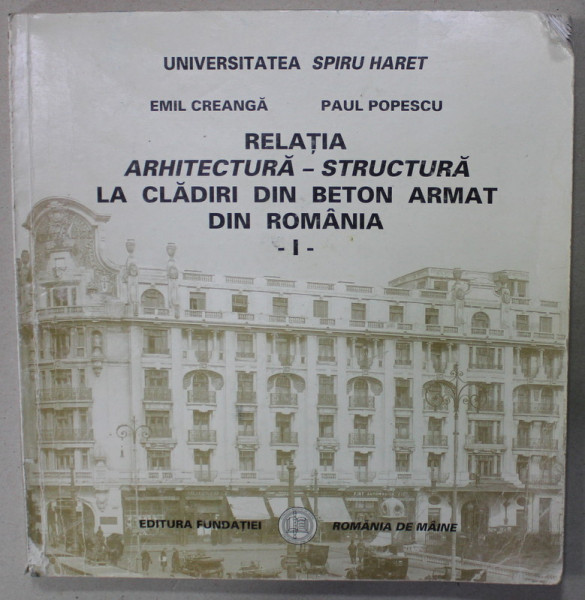 UNIVERSITATEA SPIRU HARET
EMIL CREANGĂ PAUL POPESCU
RELAȚIA
ARHITECTURĂ – STRUCTURĂ
LA CLĂDIRI DIN BETON ARMAT
DIN ROMÂNIA
- I -
EDITURA FUNDAȚIEI ROMÂNIA DE MÂINE